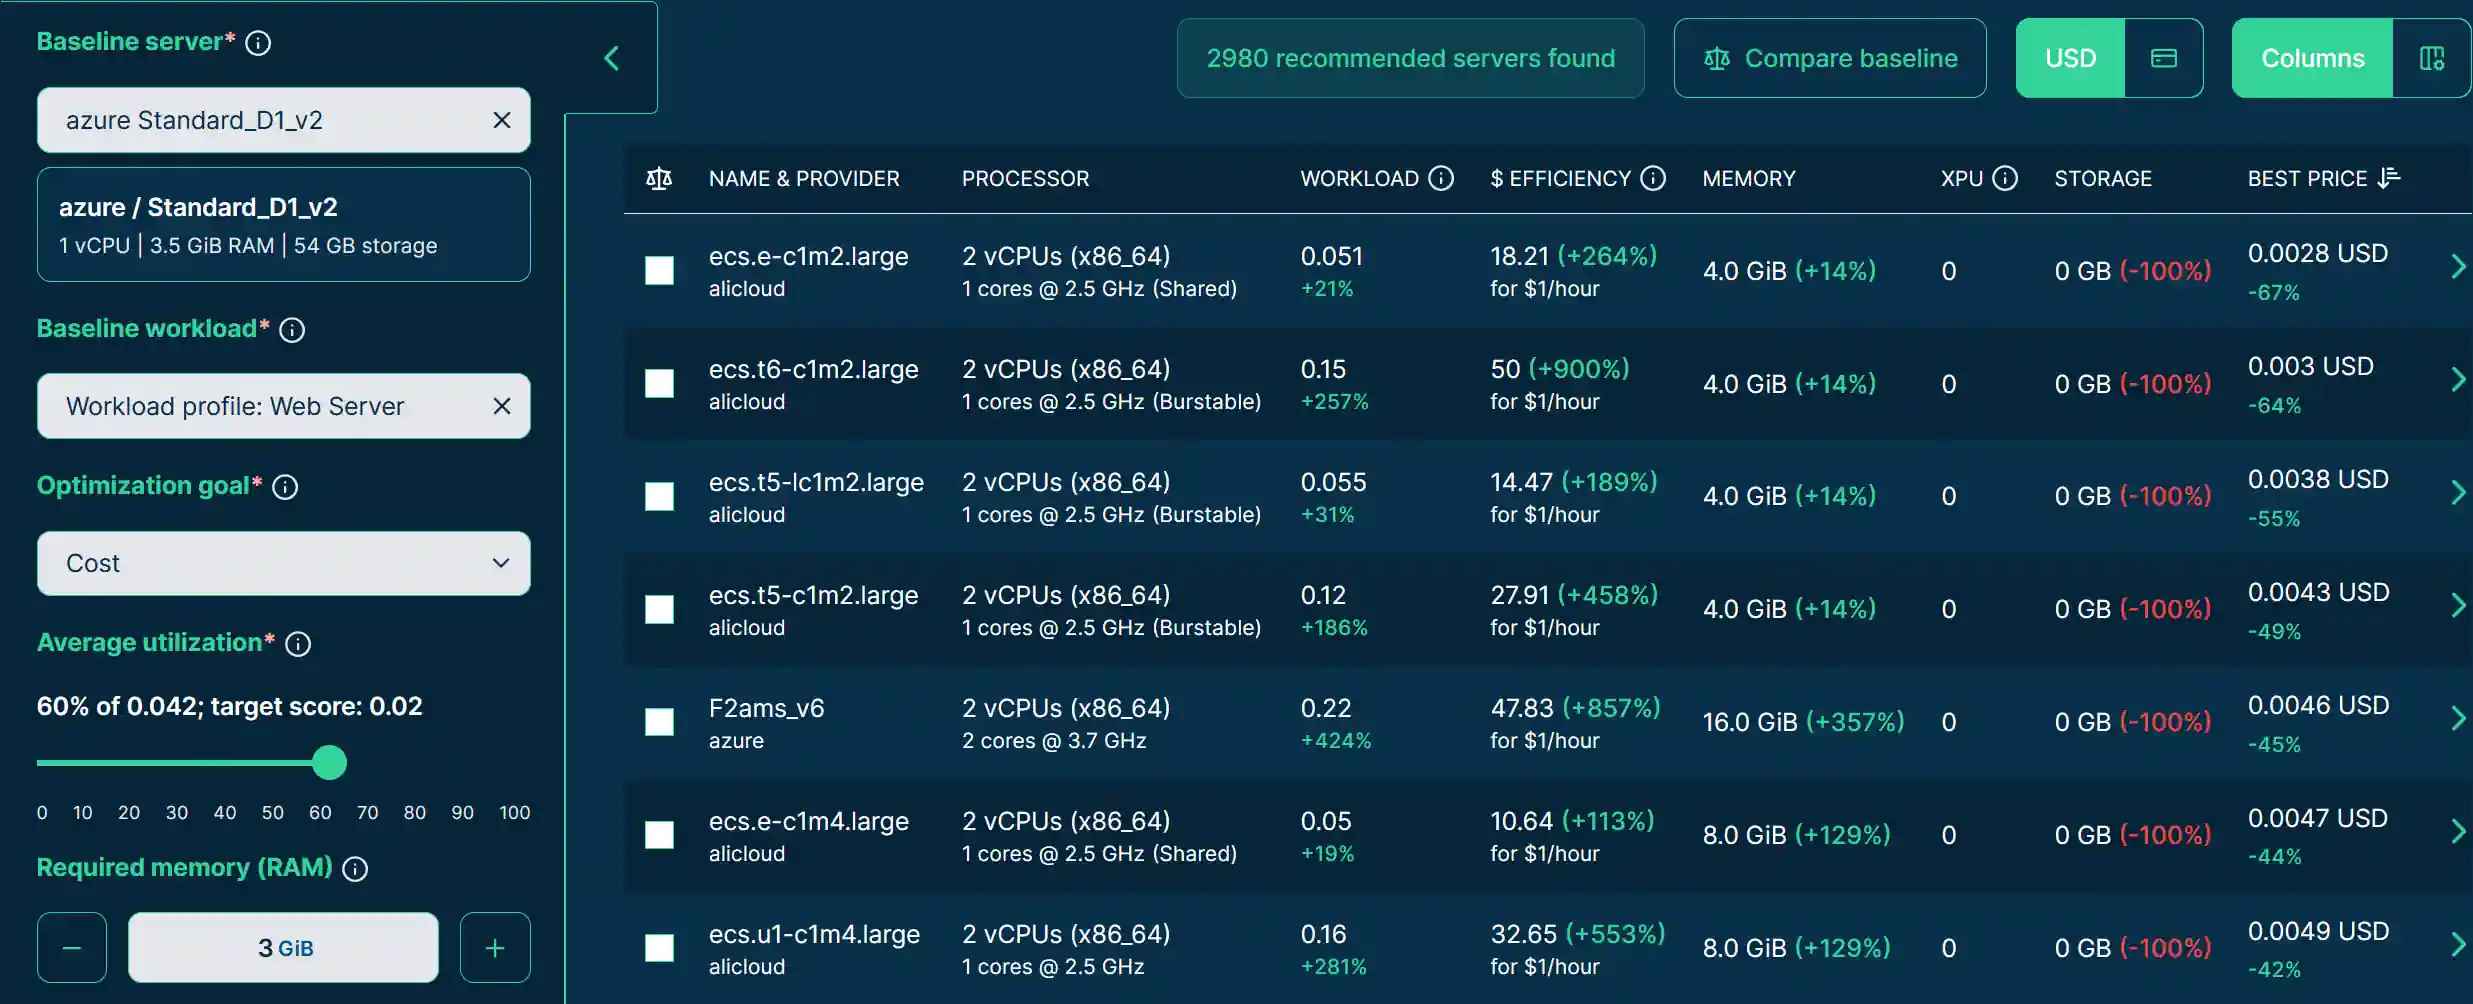 Baseline server*
azure Standard_D1_v2
azure / Standard_D1_v2
1 vCPU | 3.5 GiB RAM | 54 GB storage
Baseline workload*
Workload profile: Web Server
Optimization goal*
Cost
Average utilization*
60% of 0.042; target score: 0.02
0 10 20 30 40 50 60 70 80 90 100
Required memory (RAM)
3 GiB
2980 recommended servers found
Compare baseline
USD
Columns
NAME & PROVIDER PROCESSOR WORKLOAD $ EFFICIENCY MEMORY XPU STORAGE BEST PRICE
ecs.e-c1m2.large 2 vCPUs (x86_64) 0.051 18.21 (+264%) 4.0 GiB (+14%) 0 0 GB (-100%) 0.0028 USD
alicloud 1 cores @ 2.5 GHz (Shared) +21% for $1/hour -67%
ecs.t6-c1m2.large 2 vCPUs (x86_64) 0.15 50 (+900%) 4.0 GiB (+14%) 0 0 GB (-100%) 0.003 USD
alicloud 1 cores @ 2.5 GHz (Burstable) +257% for $1/hour -64%
ecs.t5-lc1m2.large 2 vCPUs (x86_64) 0.055 14.47 (+189%) 4.0 GiB (+14%) 0 0 GB (-100%) 0.0038 USD
alicloud 1 cores @ 2.5 GHz (Burstable) +31% for $1/hour -55%
ecs.t5-c1m2.large 2 vCPUs (x86_64) 0.12 27.91 (+458%) 4.0 GiB (+14%) 0 0 GB (-100%) 0.0043 USD
alicloud 1 cores @ 2.5 GHz (Burstable) +186% for $1/hour -49%
F2ams_v6 2 vCPUs (x86_64) 0.22 47.83 (+857%) 16.0 GiB (+357%) 0 0 GB (-100%) 0.0046 USD
azure 2 cores @ 3.7 GHz +424% for $1/hour -45%
ecs.e-c1m4.large 2 vCPUs (x86_64) 0.05 10.64 (+113%) 8.0 GiB (+129%) 0 0 GB (-100%) 0.0047 USD
alicloud 1 cores @ 2.5 GHz (Shared) +19% for $1/hour -44%
ecs.u1-c1m4.large 2 vCPUs (x86_64) 0.16 32.65 (+553%) 8.0 GiB (+129%) 0 0 GB (-100%) 0.0049 USD
alicloud 1 cores @ 2.5 GHz +281% for $1/hour -42%